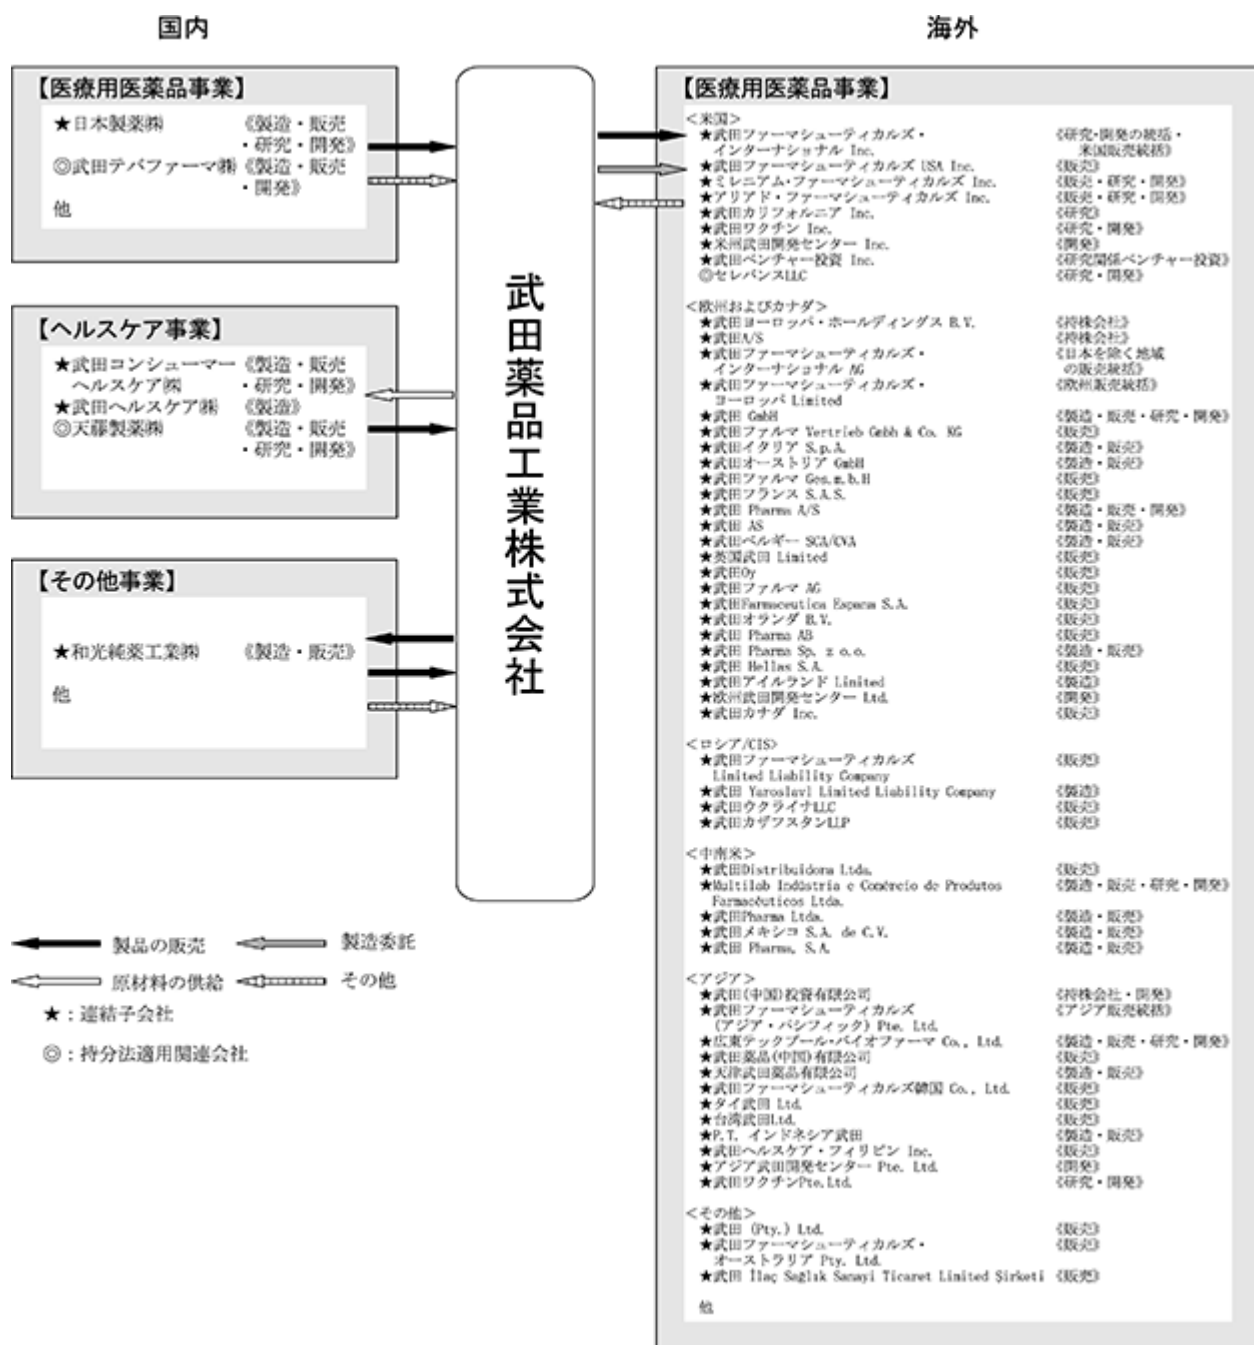 国内
【医療用医薬品事業】
★日本製薬㈱ 《製造・販売
・研究・開発》
◎武田テバファーマ㈱ 《製造・販売
・開発》
他
【ヘルスケア事業】
★武田コンシューマー 《製造・販売
ヘルスケア㈱ ・研究・開発》
★武田ヘルスケア㈱ 《製造》
◎天藤製薬㈱ 《製造・販売
・研究・開発》
【その他事業】
★和光純薬工業㈱ 《製造・販売》
他
武田薬品工業株式会社
海外
【医療用医薬品事業】
＜米国＞
★武田ファーマシューティカルズ・ 《研究・開発の統括・
インターナショナル Inc. 米国販売統括》
★武田ファーマシューティカルズ USA Inc. 《販売》
★ミレニアム・ファーマシューティカルズ Inc. 《販売・研究・開発》
★アリアド・ファーマシューティカルズ Inc. 《販売・研究・開発》
★武田カリフォルニア Inc. 《研究》
★武田ワクチン Inc. 《研究・開発》
★米州武田開発センター Inc. 《開発》
★武田ベンチャー投資 Inc. 《研究関係ベンチャー投資》
◎セレバンスLLC 《研究・開発》
＜欧州およびカナダ＞
★武田ヨーロッパ・ホールディングス B.V. 《持株会社》
★武田A/S 《持株会社》
★武田ファーマシューティカルズ・ 《日本を除く地域
インターナショナル AG の販売統括》
★武田ファーマシューティカルズ・ 《欧州販売統括》
ヨーロッパ Limited
★武田 GmbH 《製造・販売・研究・開発》
★武田ファルマ Vertrieb Gmbh & Co. KG 《販売》
★武田イタリア S.p.A. 《製造・販売》
★武田オーストリア GmbH 《製造・販売》
★武田ファルマ Ges.m.b.H 《販売》
★武田フランス S.A.S. 《販売》
★武田 Pharma A/S 《製造・販売・開発》
★武田 AS 《製造・販売》
★武田ベルギー SCA/CVA 《製造・販売》
★英国武田 Limited 《販売》
★武田Oy 《販売》
★武田ファルマ AG 《販売》
★武田Farmaceutica Espana S.A. 《販売》
★武田オランダ B.V. 《販売》
★武田 Pharma AB 《販売》
★武田 Pharma Sp. z o.o. 《製造・販売》
★武田 Hellas S.A. 《販売》
★武田アイルランド Limited 《製造》
★欧州武田開発センター Ltd. 《開発》
★武田カナダ Inc. 《販売》
＜ロシア/CIS＞
★武田ファーマシューティカルズ 《販売》
Limited Liability Company
★武田 Yaroslavl Limited Liability Company 《製造》
★武田ウクライナLLC 《販売》
★武田カザフスタンLLP 《販売》
＜中南米＞
★武田Distribuidora Ltda. 《販売》
★Multilab Indústria e Comércio de Produtos 《製造・販売・研究・開発》
Farmacêuticos Ltda.
★武田Pharma Ltda. 《製造・販売》
★武田メキシコ S.A. de C.V. 《製造・販売》
★武田 Pharma, S.A. 《製造・販売》
＜アジア＞
★武田(中国)投資有限公司 《持株会社・開発》
★武田ファーマシューティカルズ 《アジア販売統括》
(アジア・パシフィック) Pte. Ltd.
★広東テックプール・バイオファーマ Co., Ltd. 《製造・販売・研究・開発》
★武田薬品(中国)有限公司 《販売》
★天津武田薬品有限公司 《製造・販売》
★武田ファーマシューティカルズ韓国 Co., Ltd. 《販売》
★タイ武田 Ltd. 《販売》
★台湾武田Ltd. 《販売》
★P.T. インドネシア武田 《製造・販売》
★武田ヘルスケア・フィリピン Inc. 《販売》
★アジア武田開発センター Pte. Ltd. 《開発》
★武田ワクチンPte.Ltd. 《研究・開発》
＜その他＞
★武田 (Pty.) Ltd. 《販売》
★武田ファーマシューティカルズ・ 《販売》
オーストラリア Pty. Ltd.
★武田 İlaç Sağlık Sanayi Ticaret Limited Şirketi 《販売》
他
製品の販売 製造委託
原材料の供給 その他
★：連結子会社
◎：持分法適用関連会社